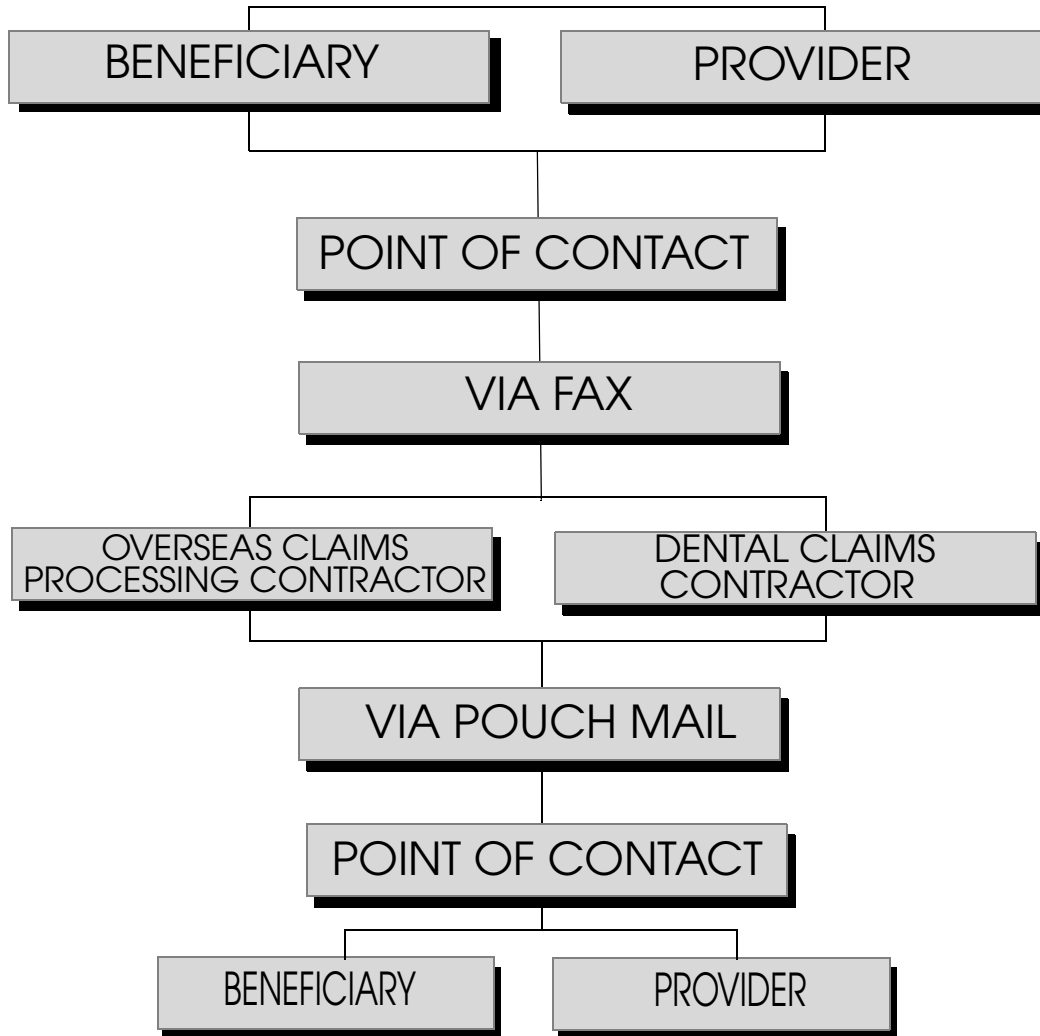 BENEFICIARY
PROVIDER
POINT OF CONTACT
VIA FAX
OVERSEAS CLAIMS
PROCESSING CONTRACTOR
DENTAL CLAIMS
CONTRACTOR
VIA POUCH MAIL
POINT OF CONTACT
BENEFICIARY
PROVIDER